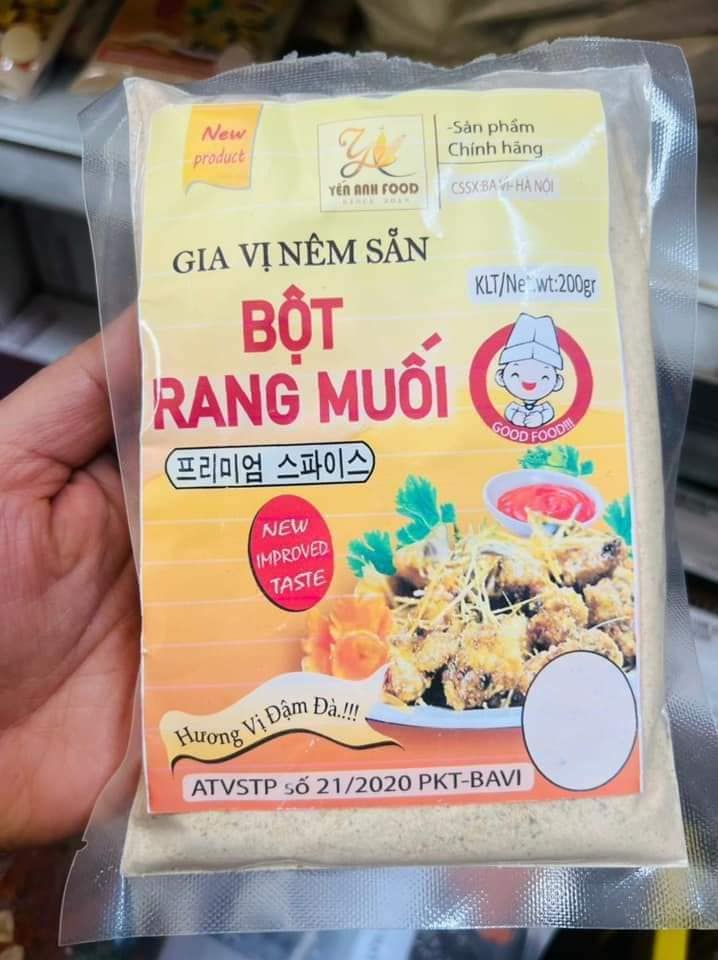 New
product
YẾN ANH FOOD
-Sản phẩm
Chính hãng
CSSX:BA VÌ-HÀ NỘI
GIA VỊ NÊM SẴN
KLT/Net.wt:200gr
BỘT
RANG MUỐI
GOOD FOOD!!!
프리미엄 스파이스
NEW
IMPROVED
TASTE
Hương Vị Đậm Đà.!!!
ATVSTP số 21/2020 PKT-BAVI